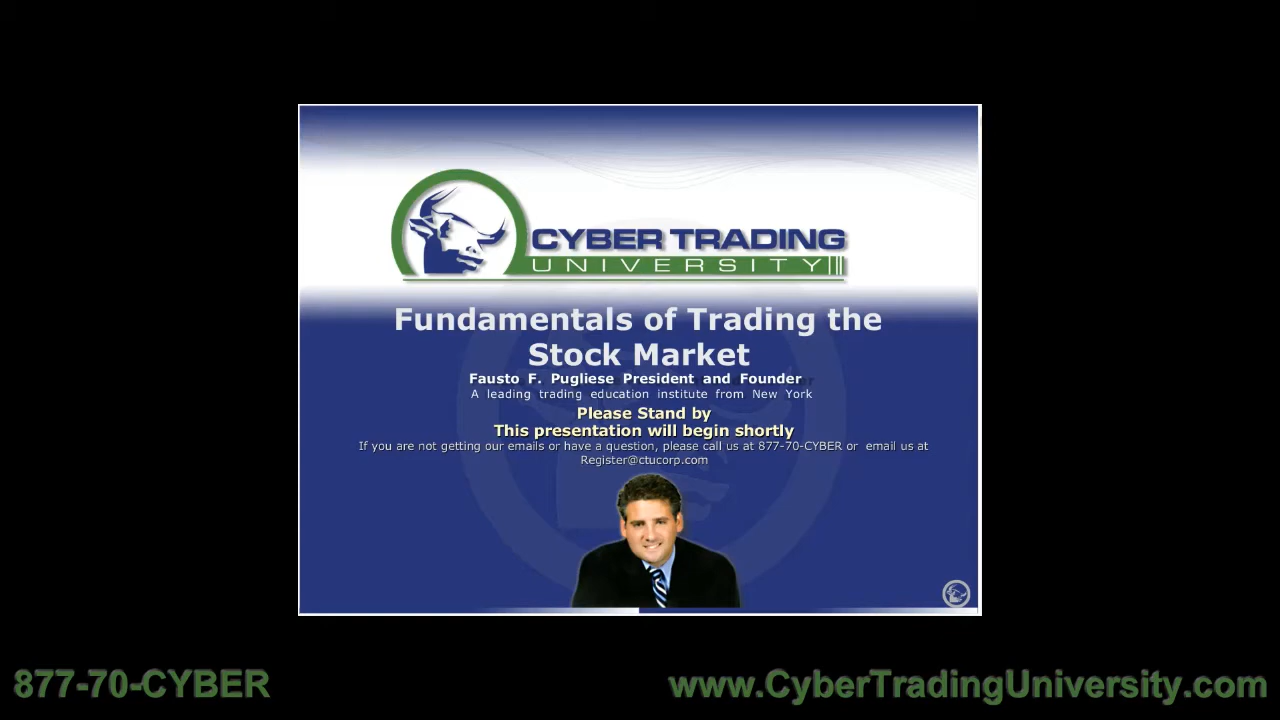 CYBER TRADING
UNIVERSITY
Fundamentals of Trading the
Stock Market
Fausto F. Pugliese President and Founder
A leading trading education institute from New York
Please Stand by
This presentation will begin shortly
If you are not getting our emails or have a question, please call us at 877-70-CYBER or email us at
Register@ctucorp.com
877-70-CYBER
www.CyberTradingUniversity.com